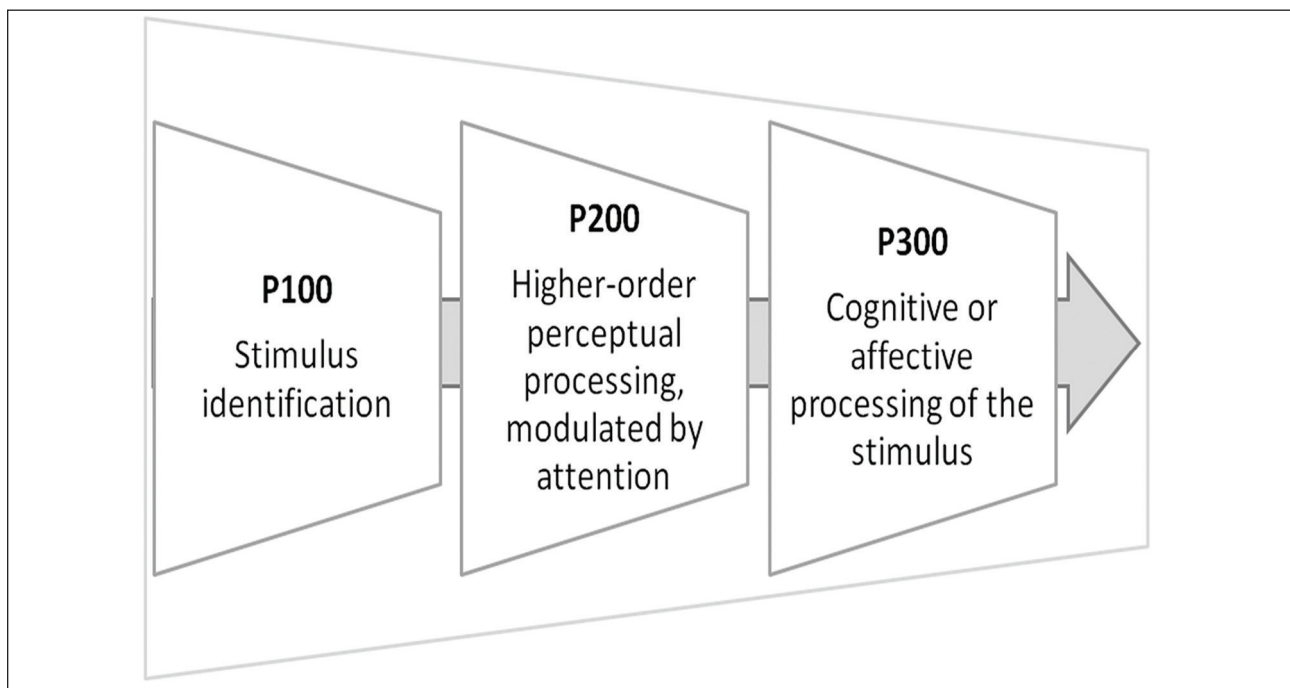 P100
Stimulus
identification
P200
Higher-order
perceptual
processing,
modulated by
attention
P300
Cognitive or
affective
processing of the
stimulus